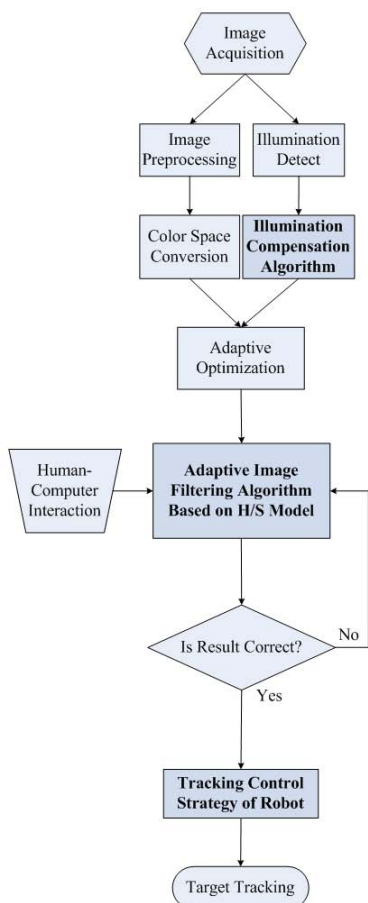 Image
Acquisition
Image
Preprocessing
Illumination
Detect
Color Space
Conversion
Illumination
Compensation
Algorithm
Adaptive
Optimization
Human-
Computer
Interaction
Adaptive Image
Filtering Algorithm
Based on H/S Model
Is Result Correct?
No
Yes
Tracking Control
Strategy of Robot
Target Tracking